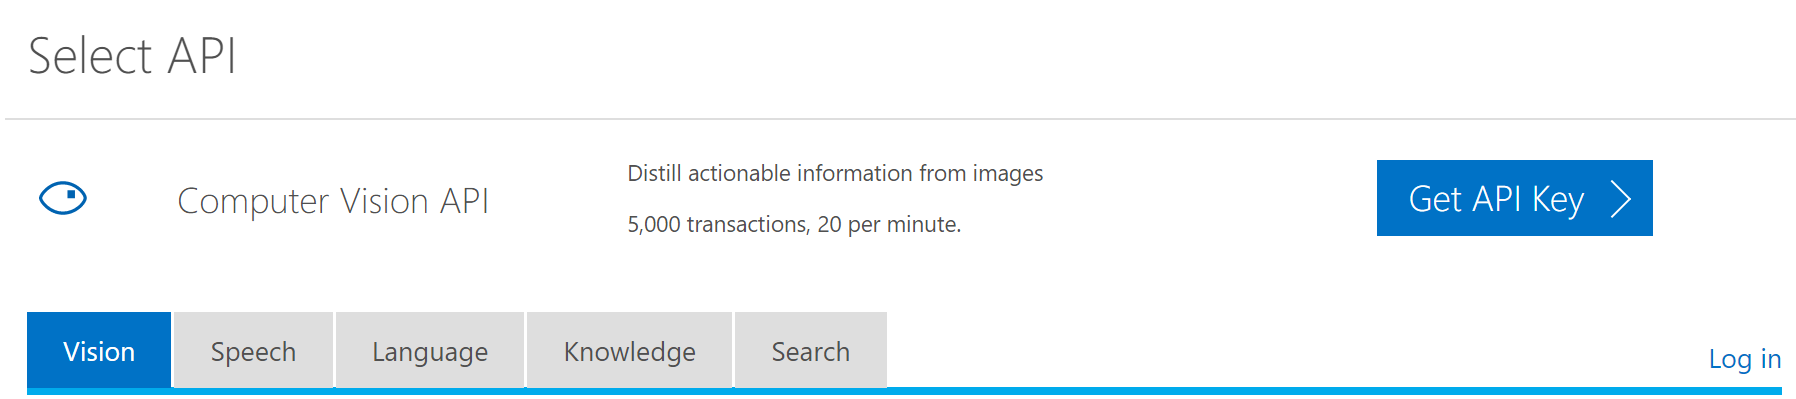 Select API
Computer Vision API
Distill actionable information from images
5,000 transactions, 20 per minute.
Get API Key
Vision
Speech
Language
Knowledge
Search
Log in